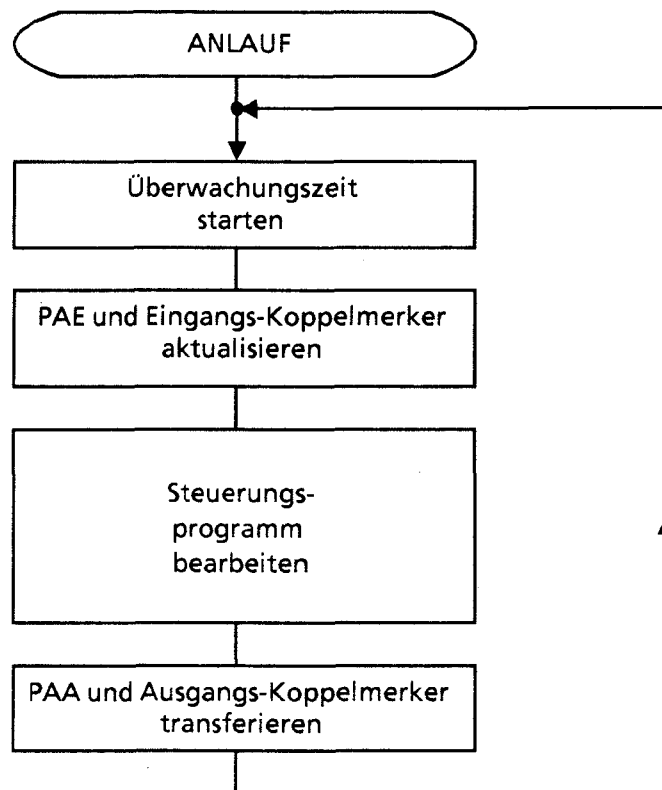 ANLAUF
Überwachungszeit
starten
PAE und Eingangs-Koppelmerker
aktualisieren
Steuerungs-
programm
bearbeiten
PAA und Ausgangs-Koppelmerker
transferieren